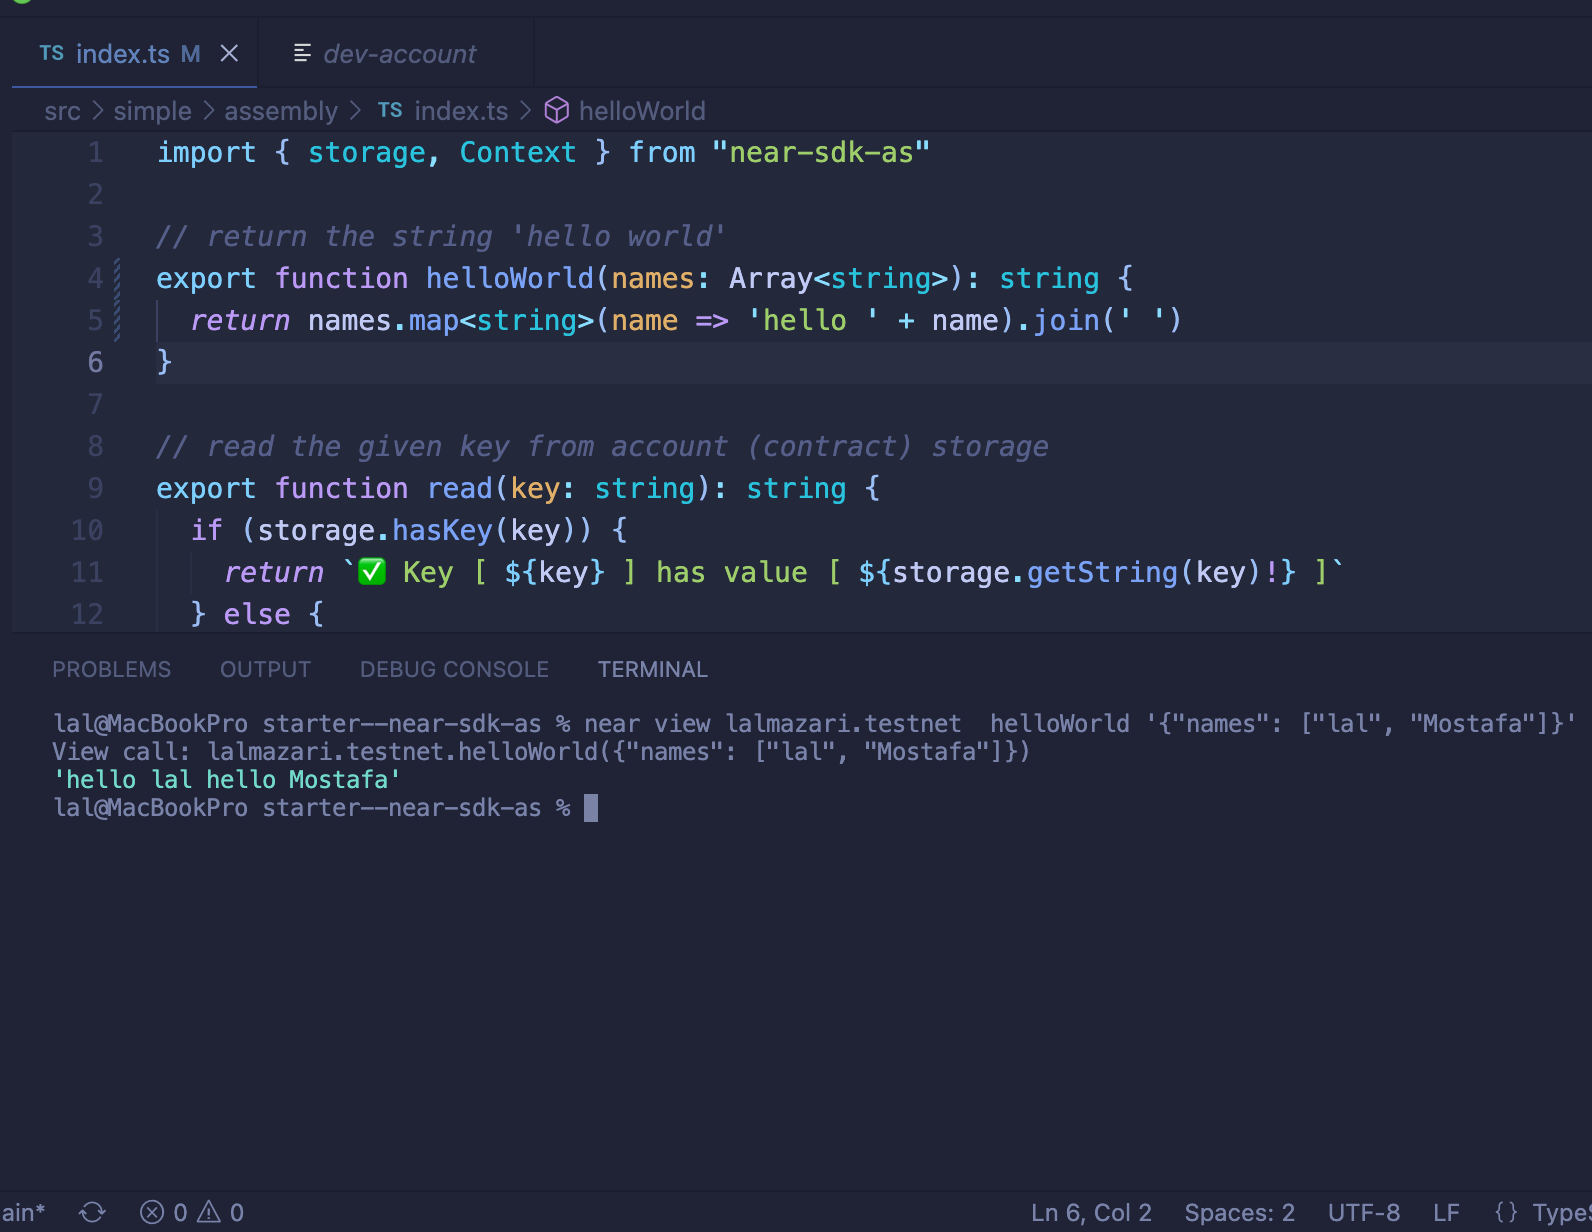 TS index.ts M dev-account
src > simple > assembly > TS index.ts > helloWorld
1 import { storage, Context } from "near-sdk-as"
2
3 // return the string 'hello world'
4 export function helloWorld(names: Array<string>): string {
5   return names.map<string>(name => 'hello ' + name).join(' ')
6 }
7
8 // read the given key from account (contract) storage
9 export function read(key: string): string {
10   if (storage.hasKey(key)) {
11     return `✅ Key [ ${key} ] has value [ ${storage.getString(key)!} ]`
12   } else {
PROBLEMS OUTPUT DEBUG CONSOLE TERMINAL
lal@MacBookPro starter--near-sdk-as % near view lalmazari.testnet  helloWorld '{"names": ["lal", "Mostafa"]}'
View call: lalmazari.testnet.helloWorld({"names": ["lal", "Mostafa"]})
'hello lal hello Mostafa'
lal@MacBookPro starter--near-sdk-as %
ain* 0 0 Ln 6, Col 2 Spaces: 2 UTF-8 LF {} Type